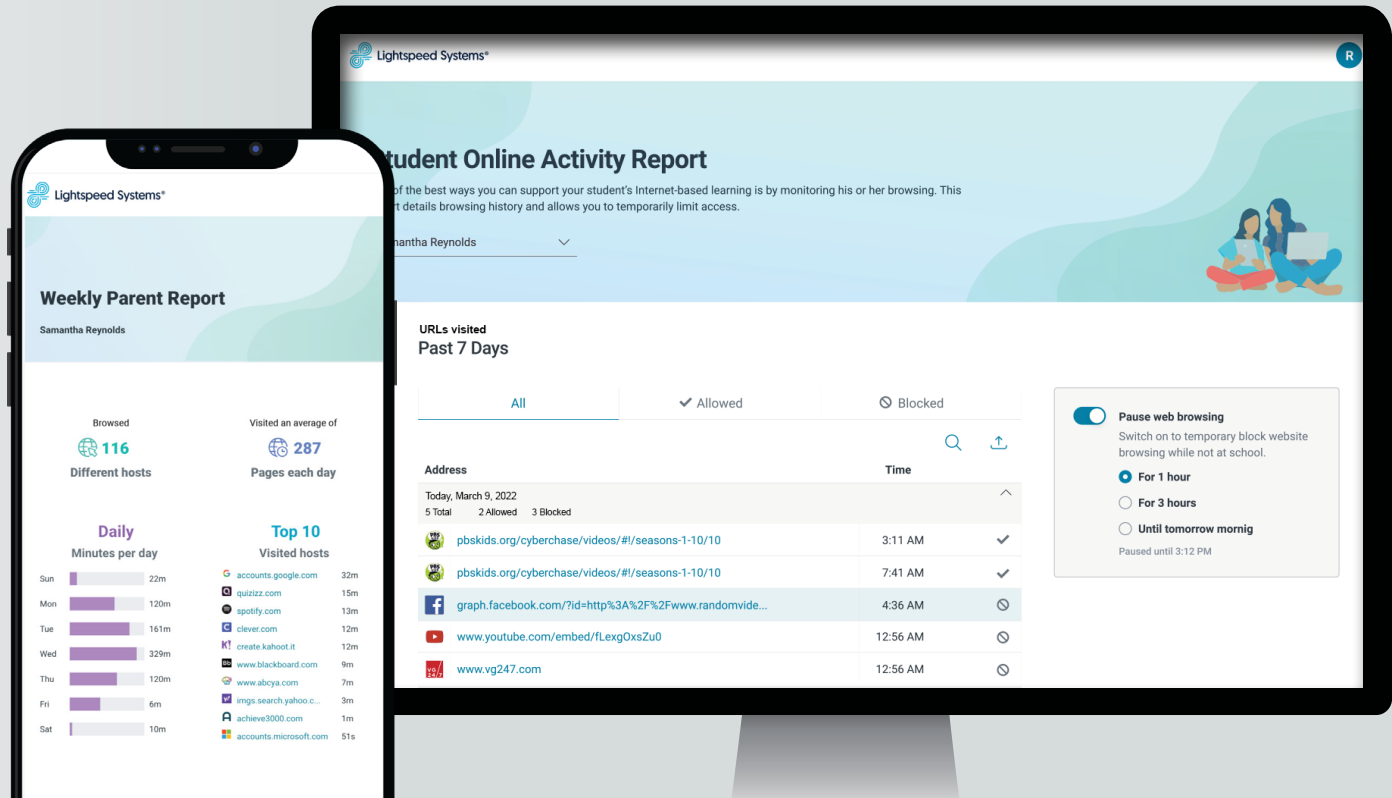 Lightspeed Systems®
R
tudent Online Activity Report
of the best ways you can support your student's Internet-based learning is by monitoring his or her browsing. This
rt details browsing history and allows you to temporarily limit access.
mantha Reynolds
URLs visited
Past 7 Days
All Allowed Blocked
Address Time
Today, March 9, 2022
5 Total 2 Allowed 3 Blocked
pbskids.org/cyberchase/videos/#!/seasons-1-10/10 3:11 AM
pbskids.org/cyberchase/videos/#!/seasons-1-10/10 7:41 AM
graph.facebook.com/?id=http%3A%2F%2Fwww.randomvide... 4:36 AM
www.youtube.com/embed/fLexgOxsZu0 12:56 AM
vg/ 24/7 www.vg247.com 12:56 AM
Pause web browsing
Switch on to temporary block website
browsing while not at school.
For 1 hour
For 3 hours
Until tomorrow mornig
Paused until 3:12 PM
Lightspeed Systems®
Weekly Parent Report
Samantha Reynolds
Browsed
116
Different hosts
Visited an average of
287
Pages each day
Daily
Minutes per day
Sun 22m
Mon 120m
Tue 161m
Wed 329m
Thu 120m
Fri 6m
Sat 10m
Top 10
Visited hosts
G accounts.google.com 32m
Q quizizz.com 15m
spotify.com 13m
C clever.com 12m
K! create.kahoot.it 12m
Bb www.blackboard.com 9m
www.abcya.com 7m
y! imgs.search.yahoo.c... 3m
A achieve3000.com 1m
accounts.microsoft.com 51s